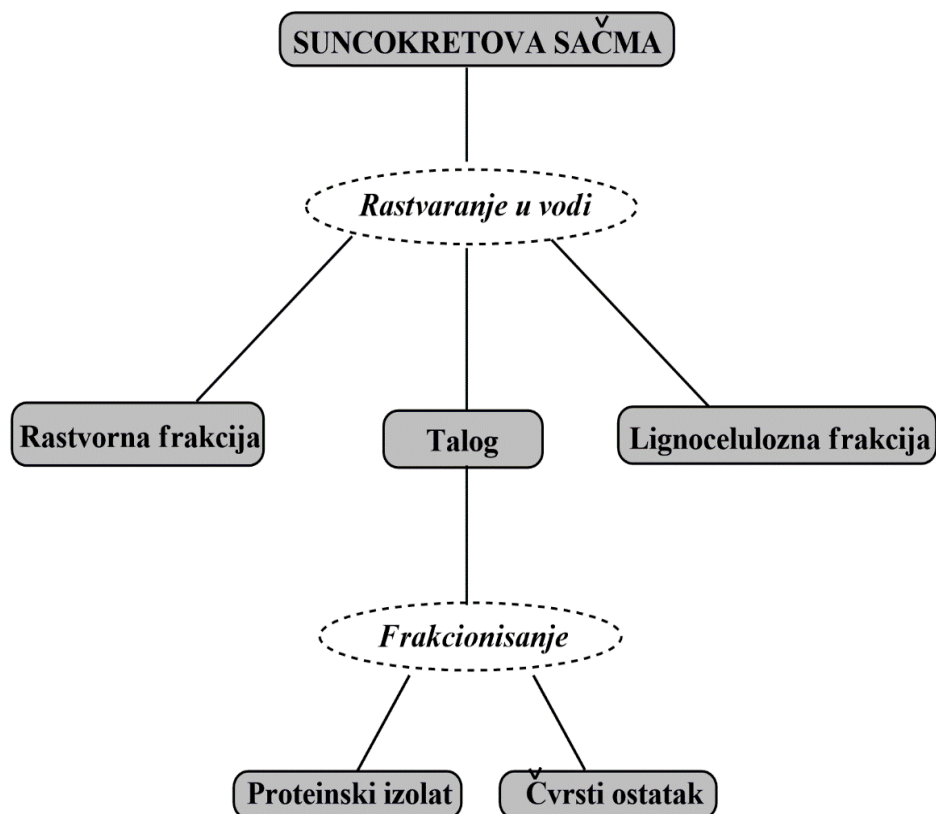 SUNCOKRETOVA SAČMA
Rastvaranje u vodi
Rastvorna frakcija
Talog
Lignocelulozna frakcija
Frakcionisanje
Proteinski izolat
Čvrsti ostatak